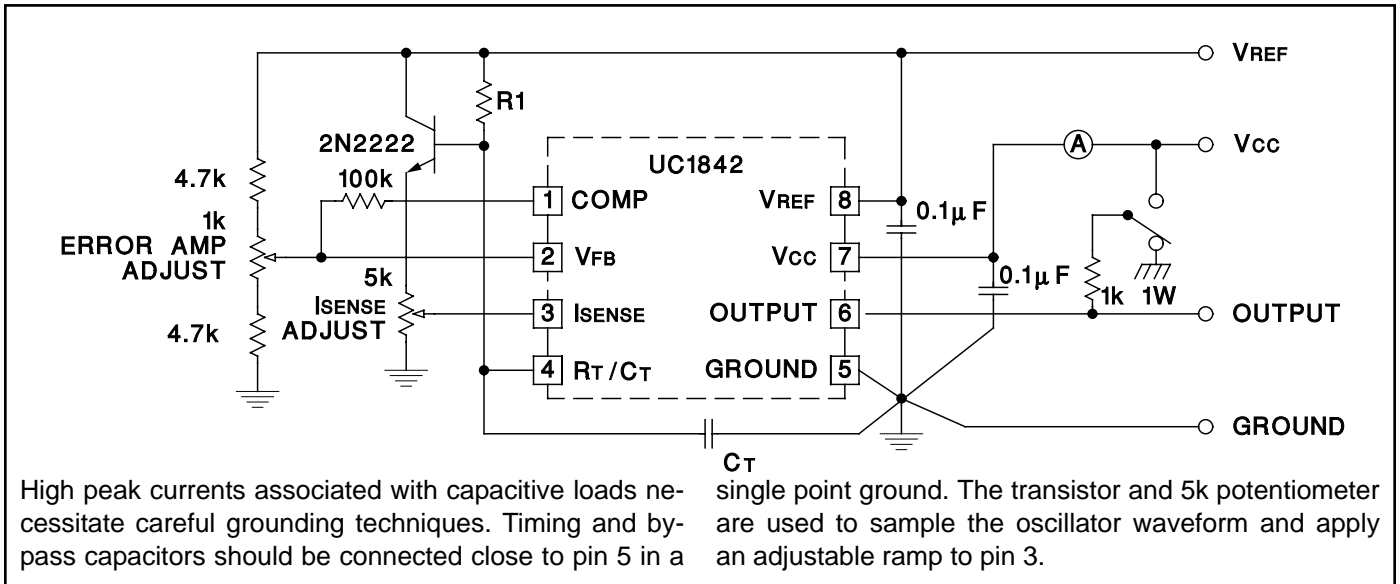 VREF
R1
A
VCC
2N2222
UC1842
4.7k
100k
1
COMP
VREF
8
0.1μF
1k
ERROR AMP
ADJUST
2
VFB
VCC
7
5k
0.1μF
1k
1W
ISENSE
ADJUST
3
ISENSE
OUTPUT
6
OUTPUT
4.7k
4
RT/CT
GROUND
5
GROUND
CT
High peak currents associated with capacitive loads ne-
cessitate careful grounding techniques. Timing and by-
pass capacitors should be connected close to pin 5 in a
single point ground. The transistor and 5k potentiometer
are used to sample the oscillator waveform and apply
an adjustable ramp to pin 3.